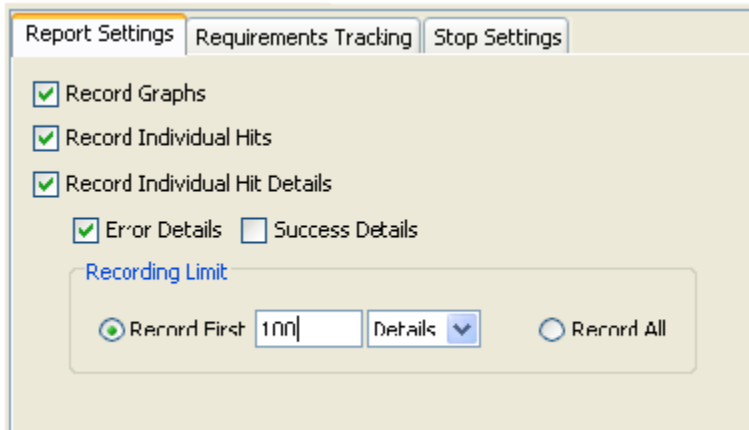 Report Settings Requirements Tracking Stop Settings
Record Graphs
Record Individual Hits
Record Individual Hit Details
Error Details Success Details
Recording Limit
Record First 100 Details Record All